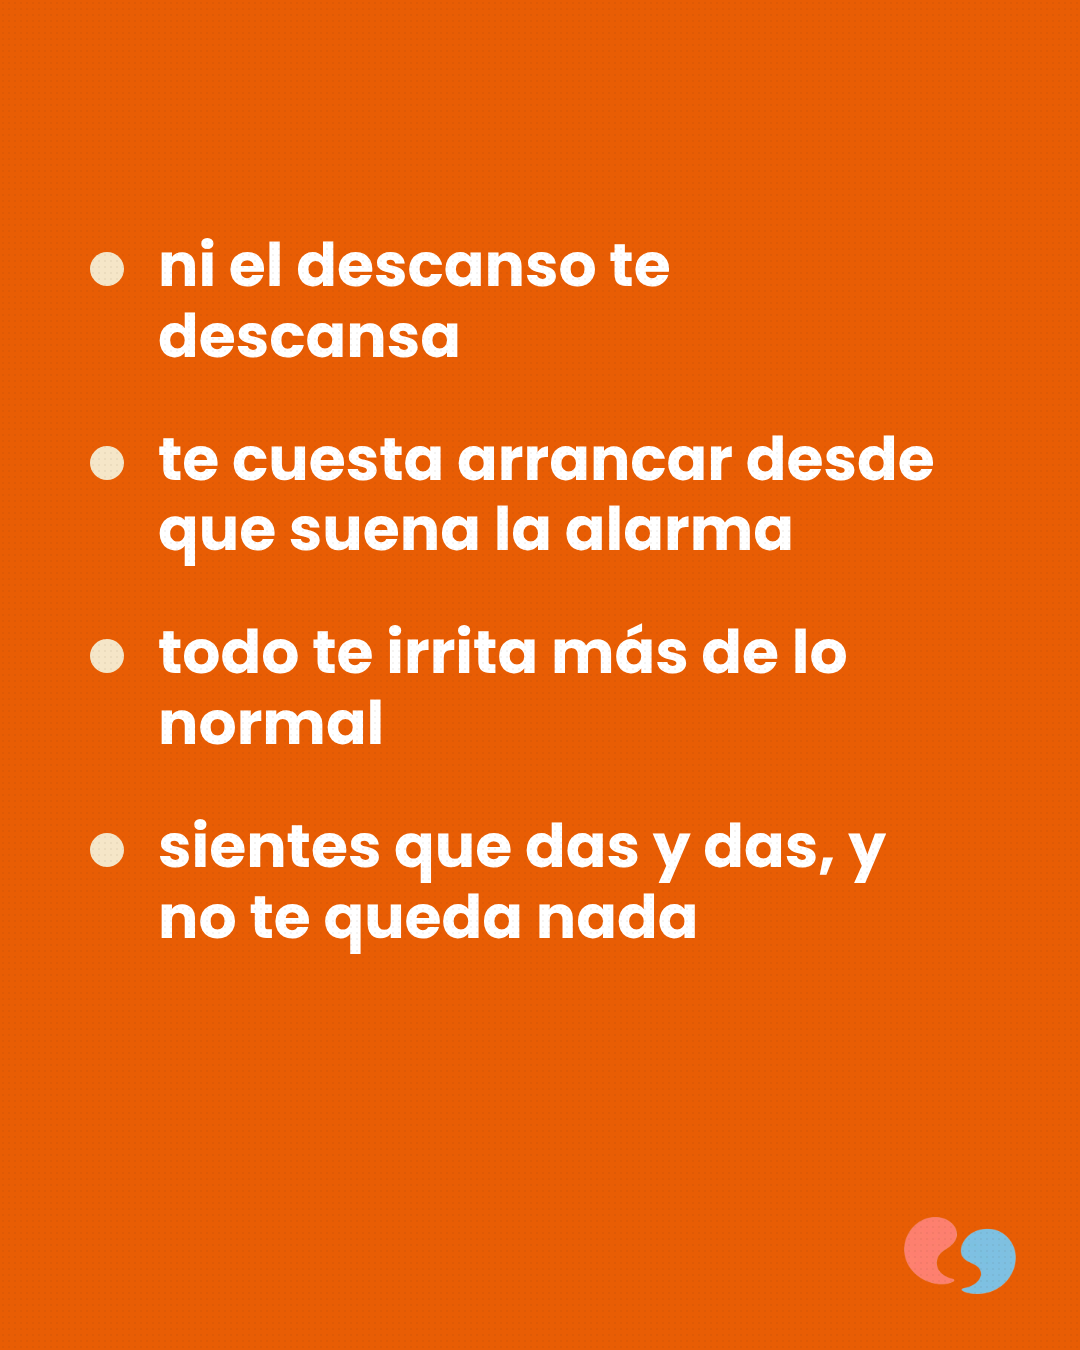 ni el descanso te
descansa
te cuesta arrancar desde
que suena la alarma
todo te irrita más de lo
normal
sientes que das y das, y
no te queda nada